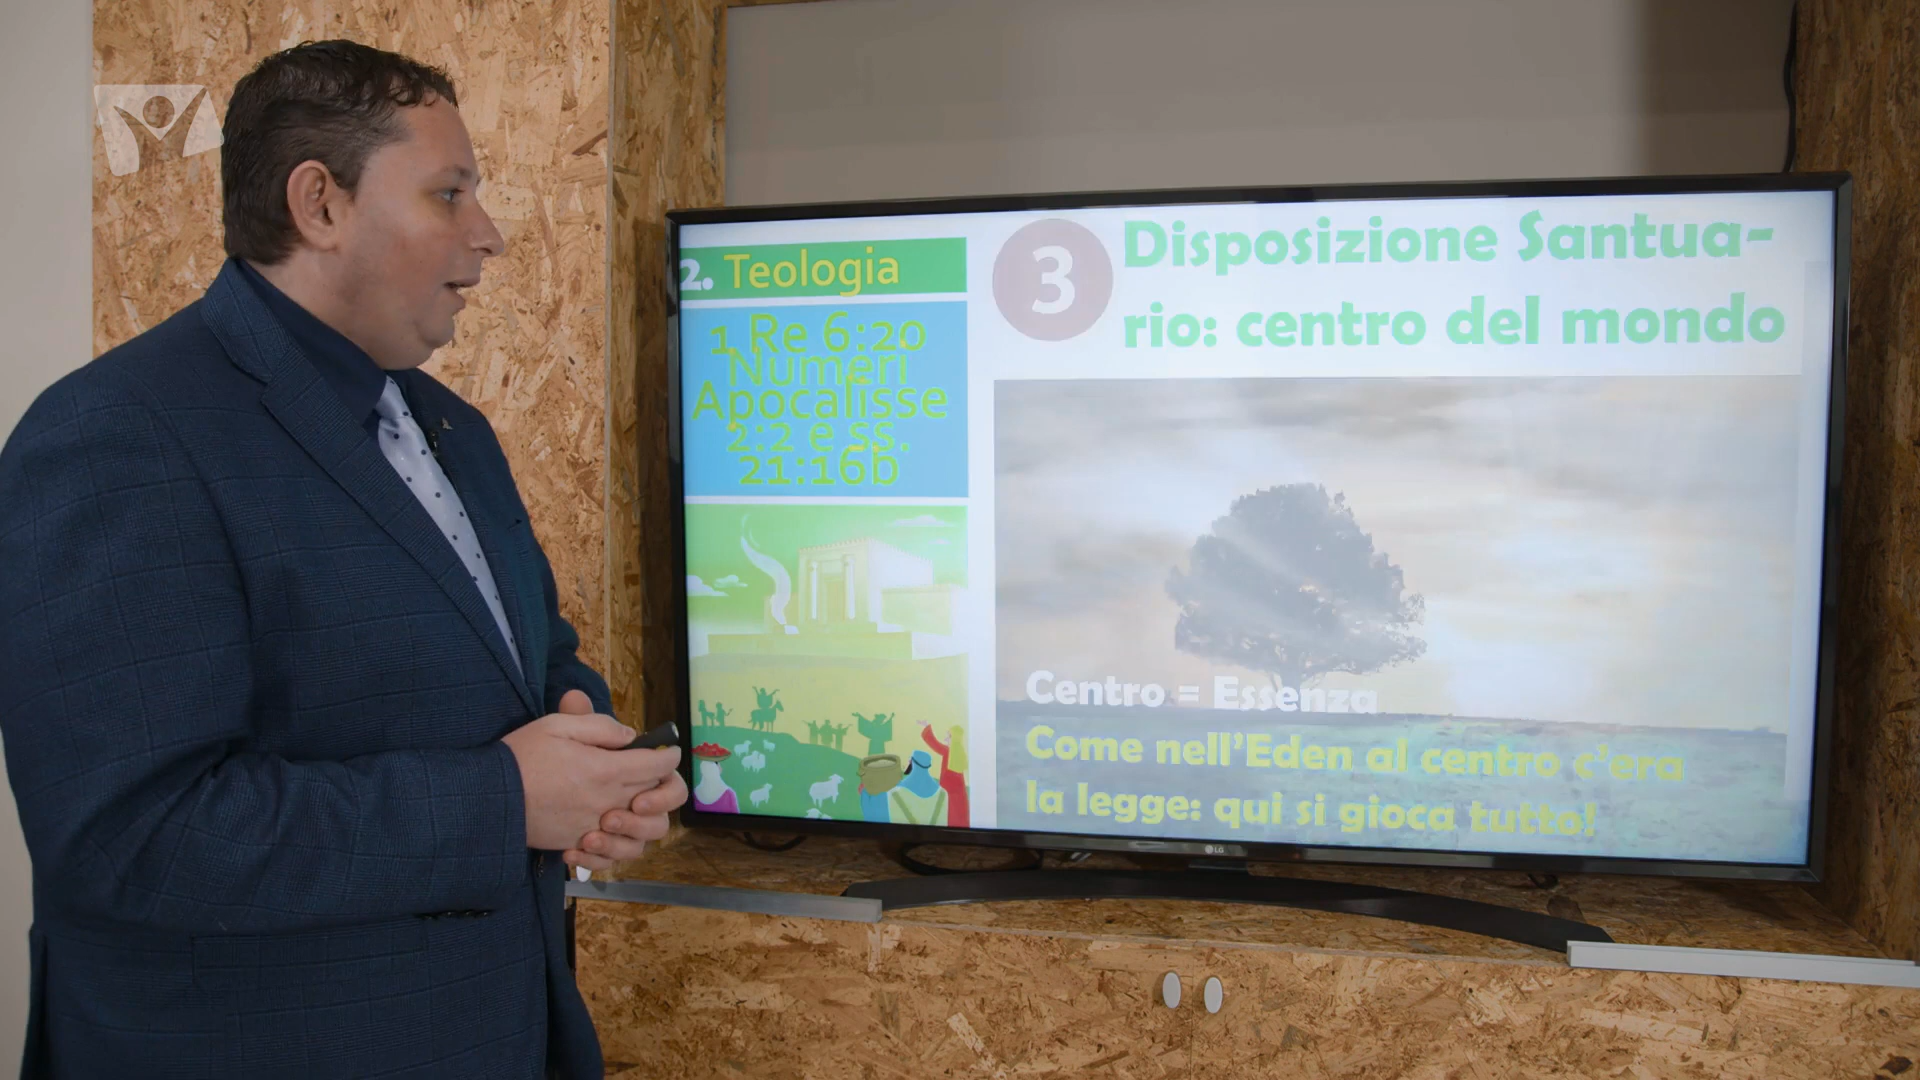 2. Teologia
1 Re 6:20
Numeri
Apocalisse
2:2 e ss.
21:16b
3
Disposizione Santua-
rio: centro del mondo
Centro = Essenza
Come nell'Eden al centro c'era
la legge: qui si gioca tutto!
LG